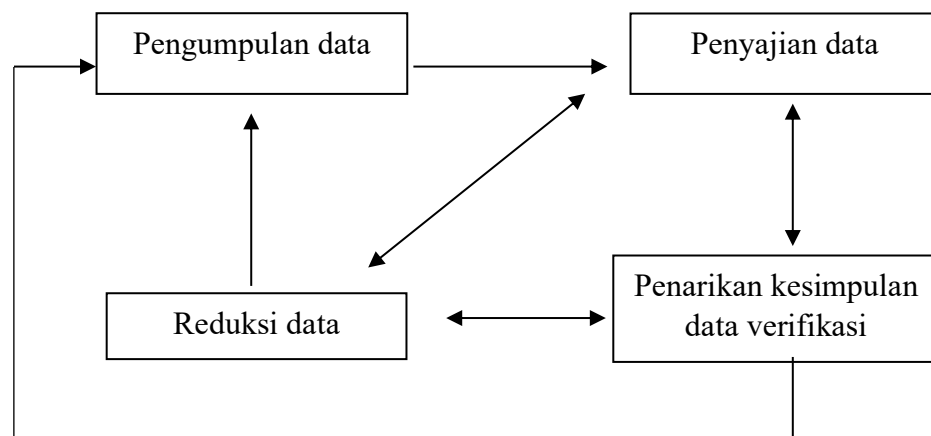 Pengumpulan data
Penyajian data
Reduksi data
Penarikan kesimpulan
data verifikasi